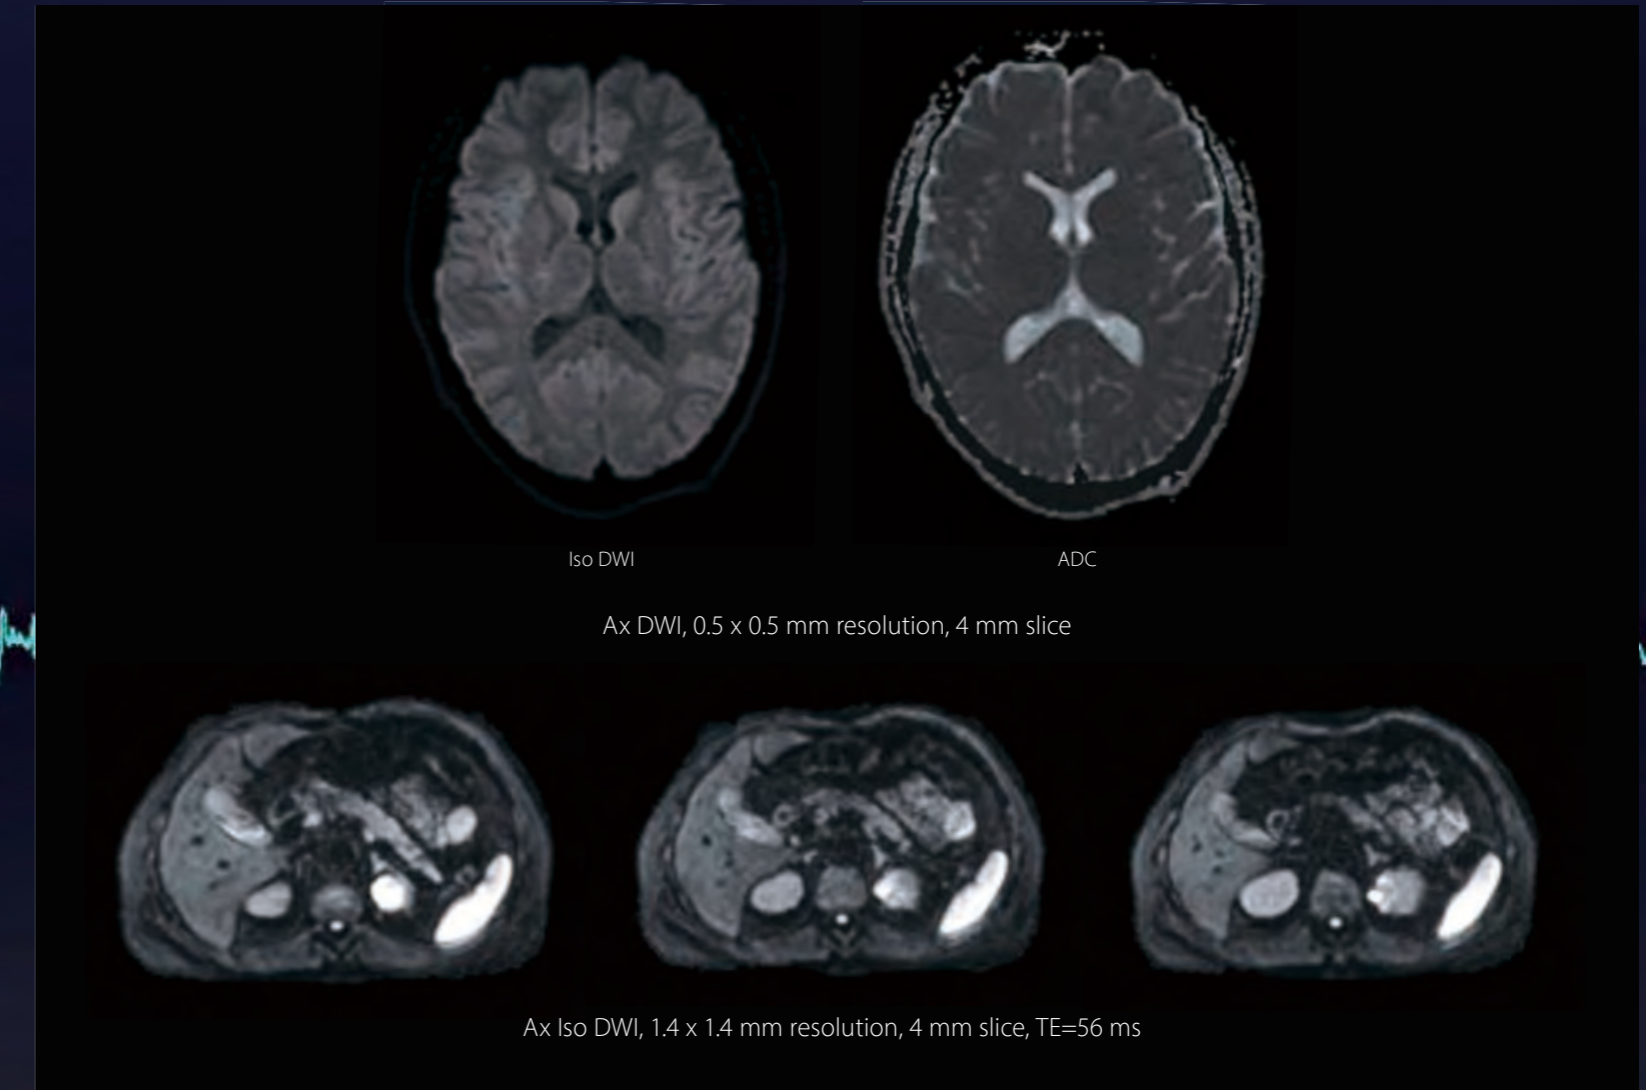 Iso DWI
ADC
Ax DWI, 0.5 x 0.5 mm resolution, 4 mm slice
Ax Iso DWI, 1.4 x 1.4 mm resolution, 4 mm slice, TE=56 ms